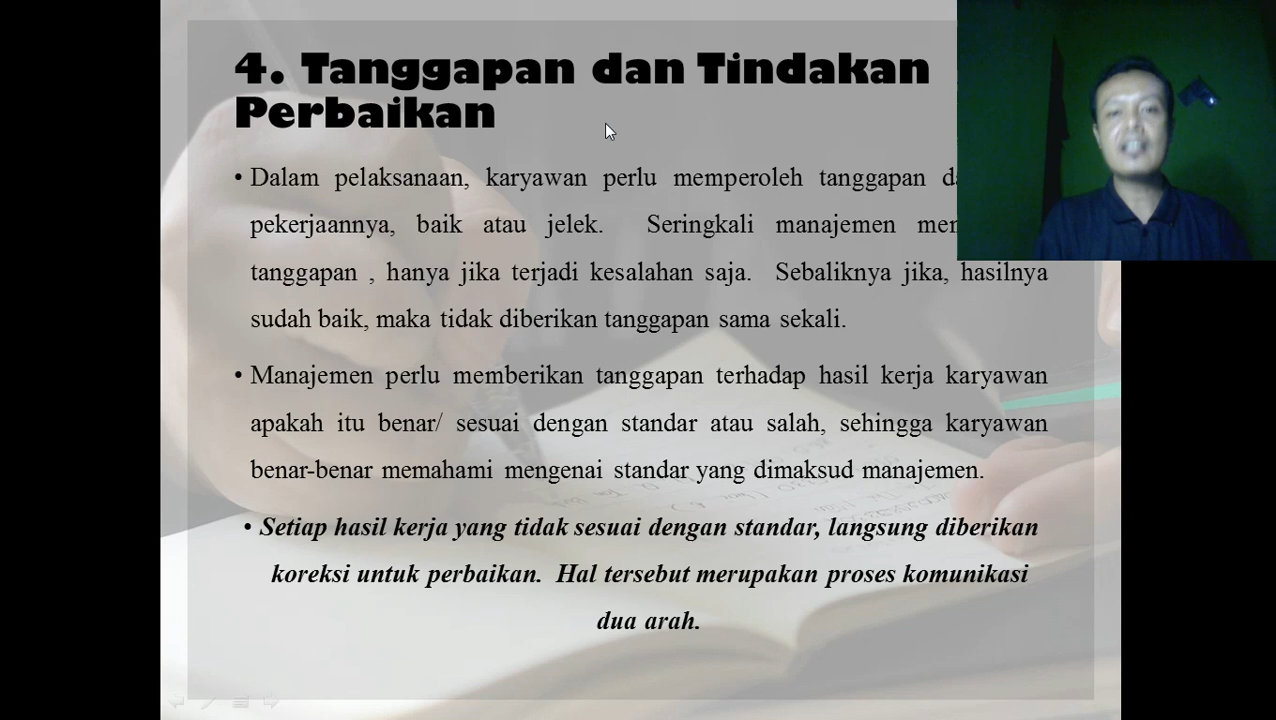 4. Tanggapan dan Tindakan
Perbaikan
• Dalam pelaksanaan, karyawan perlu memperoleh tanggapan
pekerjaannya, baik atau jelek. Seringkali manajemen
tanggapan , hanya jika terjadi kesalahan saja. Sebaliknya jika, hasilnya
sudah baik, maka tidak diberikan tanggapan sama sekali.
• Manajemen perlu memberikan tanggapan terhadap hasil kerja karyawan
apakah itu benar/ sesuai dengan standar atau salah, sehingga karyawan
benar-benar memahami mengenai standar yang dimaksud manajemen.
• Setiap hasil kerja yang tidak sesuai dengan standar, langsung diberikan
koreksi untuk perbaikan. Hal tersebut merupakan proses komunikasi
dua arah.